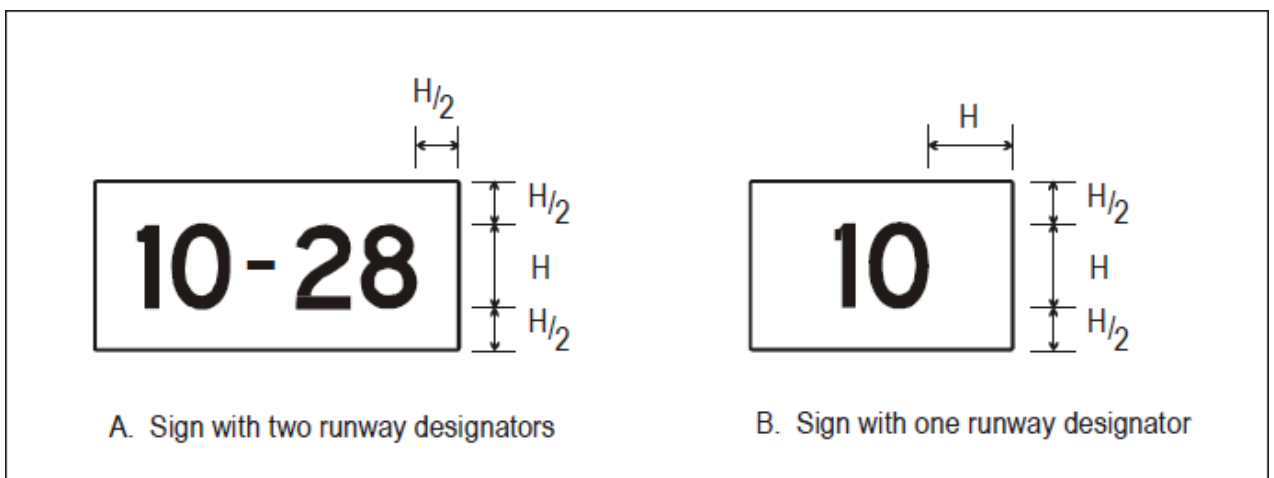 H/2
H
10-28
H/2
H
H/2
10
H/2
H
H/2
A. Sign with two runway designators
B. Sign with one runway designator